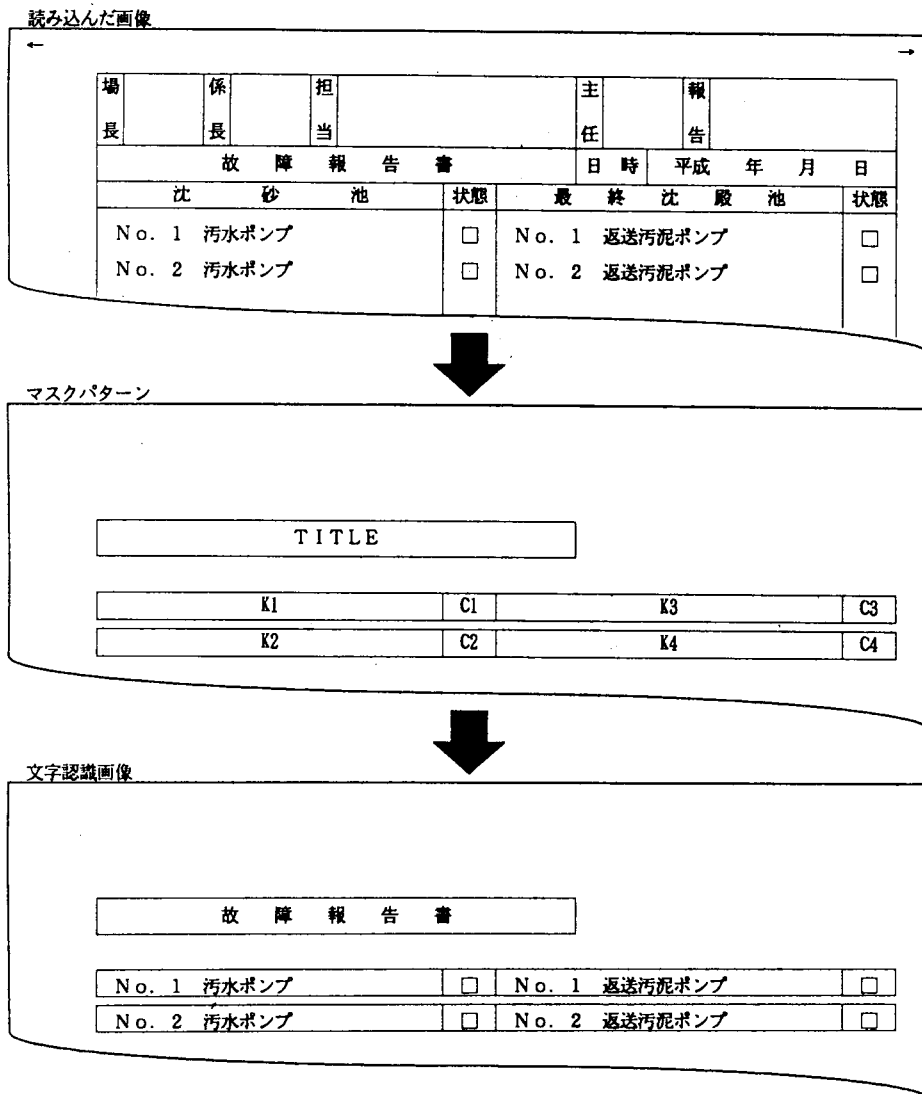 読み込んだ画像
← →
場長 係長 担当 主任 報告
故障報告書 日時 平成 年 月 日
沈砂池 状態 最終沈殿池 状態
No. 1 汚水ポンプ □ No. 1 返送汚泥ポンプ □
No. 2 汚水ポンプ □ No. 2 返送汚泥ポンプ □
マスクパターン
TITLE
K1 C1 K3 C3
K2 C2 K4 C4
文字認識画像
故障報告書
No. 1 汚水ポンプ □ No. 1 返送汚泥ポンプ □
No. 2 汚水ポンプ □ No. 2 返送汚泥ポンプ □